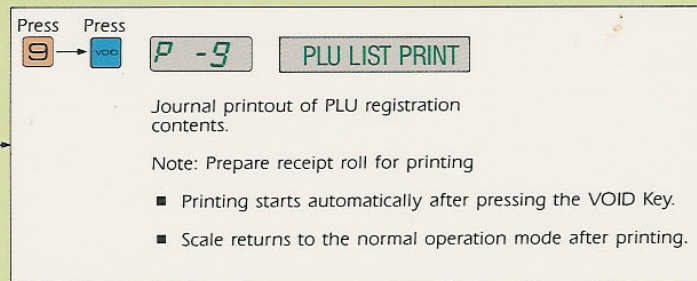 Press Press
9 VOID P -9 PLU LIST PRINT
Journal printout of PLU registration
contents.
Note: Prepare receipt roll for printing
■ Printing starts automatically after pressing the VOID Key.
■ Scale returns to the normal operation mode after printing.